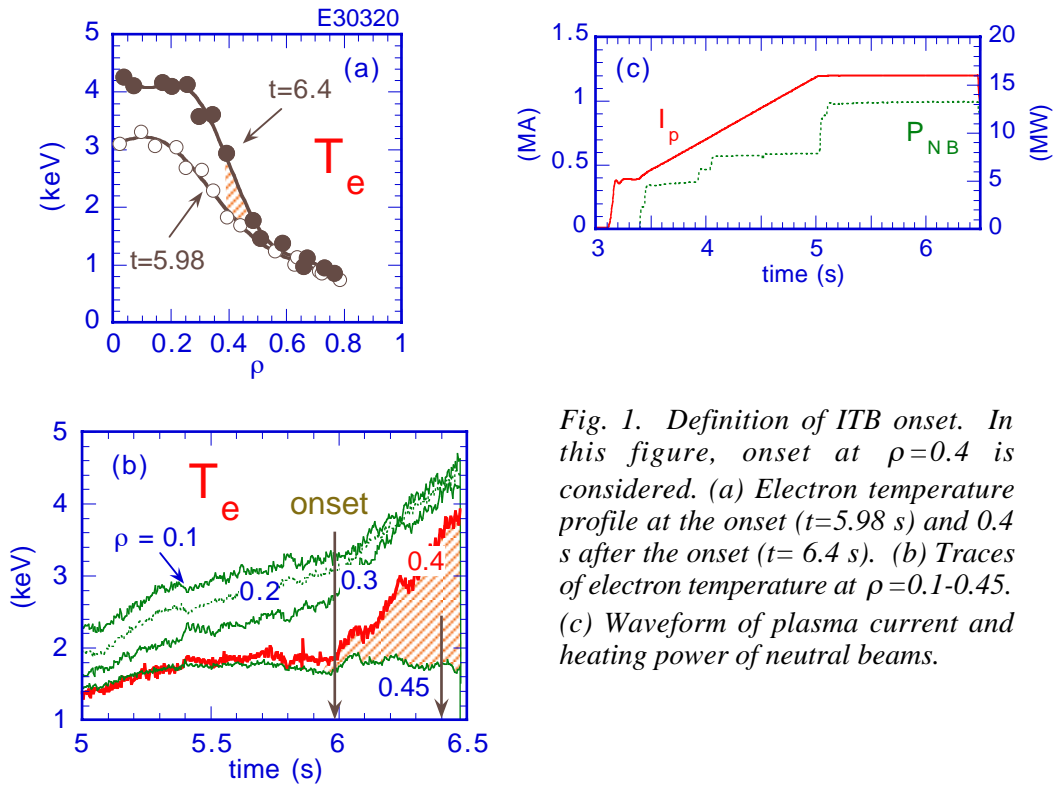 E30320
5
4
3
2
1
0
(keV)
(a)
t=6.4
Te
t=5.98
0 0.2 0.4 0.6 0.8 1
ρ
1.5
1
0.5
0
(MA)
(c)
Ip
PNB
20
15
10
5
0
(MW)
3 4 5 6
time (s)
5
4
3
2
1
(keV)
(b)
Te
onset
ρ = 0.1
0.2
0.3
0.4
0.45
5 5.5 6 6.5
time (s)
Fig. 1. Definition of ITB onset. In
this figure, onset at ρ=0.4 is
considered. (a) Electron temperature
profile at the onset (t=5.98 s) and 0.4
s after the onset (t= 6.4 s). (b) Traces
of electron temperature at ρ=0.1-0.45.
(c) Waveform of plasma current and
heating power of neutral beams.